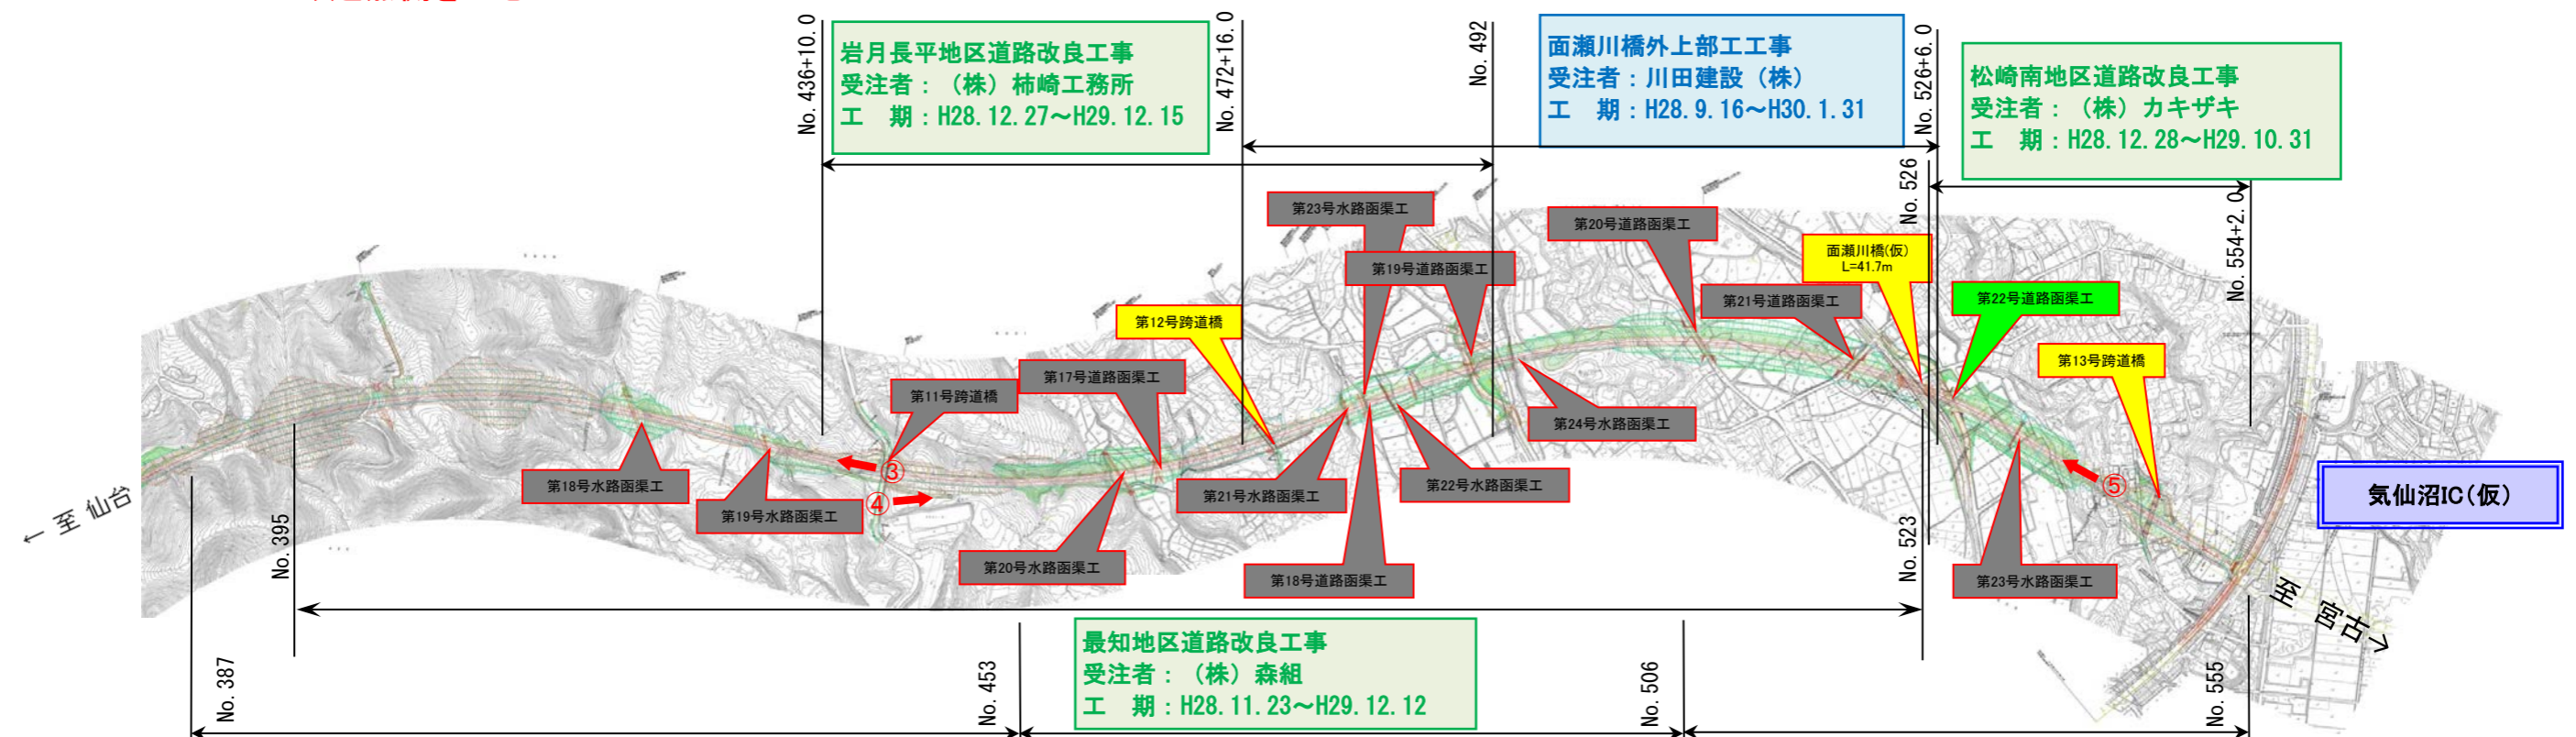 岩月長平地区道路改良工事
受注者：（株）柿崎工務所
工　期：H28.12.27～H29.12.15
面瀬川橋外上部工工事
受注者：川田建設（株）
工　期：H28.9.16～H30.1.31
松崎南地区道路改良工事
受注者：（株）カキザキ
工　期：H28.12.28～H29.10.31
No. 436+10. 0
No. 472+16. 0
No. 492
No. 526+6. 0
No. 526
No. 554+2. 0
第23号水路函渠工
第19号道路函渠工
第20号道路函渠工
面瀬川橋(仮)
L=41.7m
第21号道路函渠工
第22号道路函渠工
第12号跨道橋
第13号跨道橋
第17号道路函渠工
第11号跨道橋
第24号水路函渠工
第18号水路函渠工
第19号水路函渠工
③
④
⑤
第21号水路函渠工
第22号水路函渠工
第20号水路函渠工
第18号道路函渠工
第23号水路函渠工
気仙沼IC(仮)
← 至 仙台
至 宮古→
No. 395
No. 523
最知地区道路改良工事
受注者：（株）森組
工　期：H28.11.23～H29.12.12
No. 387
No. 453
No. 506
No. 555